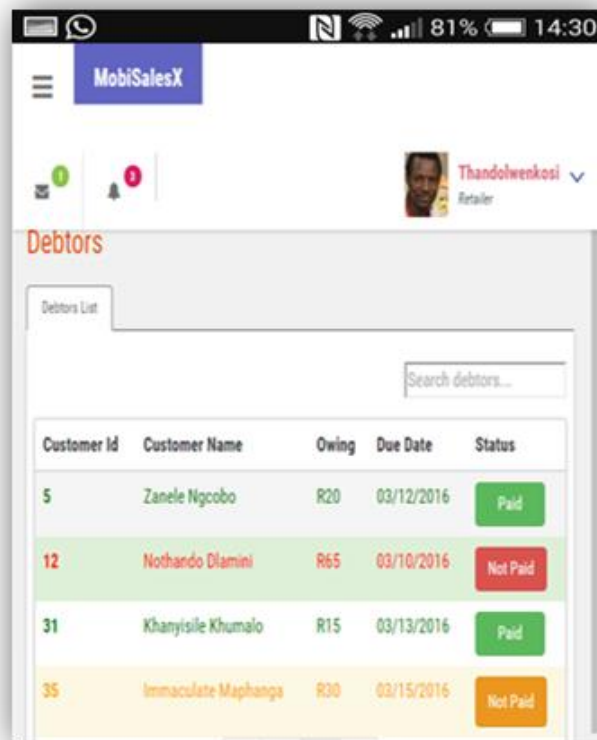 81% 14:30
MobiSalesX
1 3 Thandolwenkosi
Retailer
Debtors
Debtors List
Search debtors...
Customer Id Customer Name Owing Due Date Status
5 Zanele Ngcobo R20 03/12/2016 Paid
12 Nothando Dlamini R65 03/10/2016 Not Paid
31 Khanyisile Khumalo R15 03/13/2016 Paid
35 Immaculate Maphanga R30 03/15/2016 Not Paid